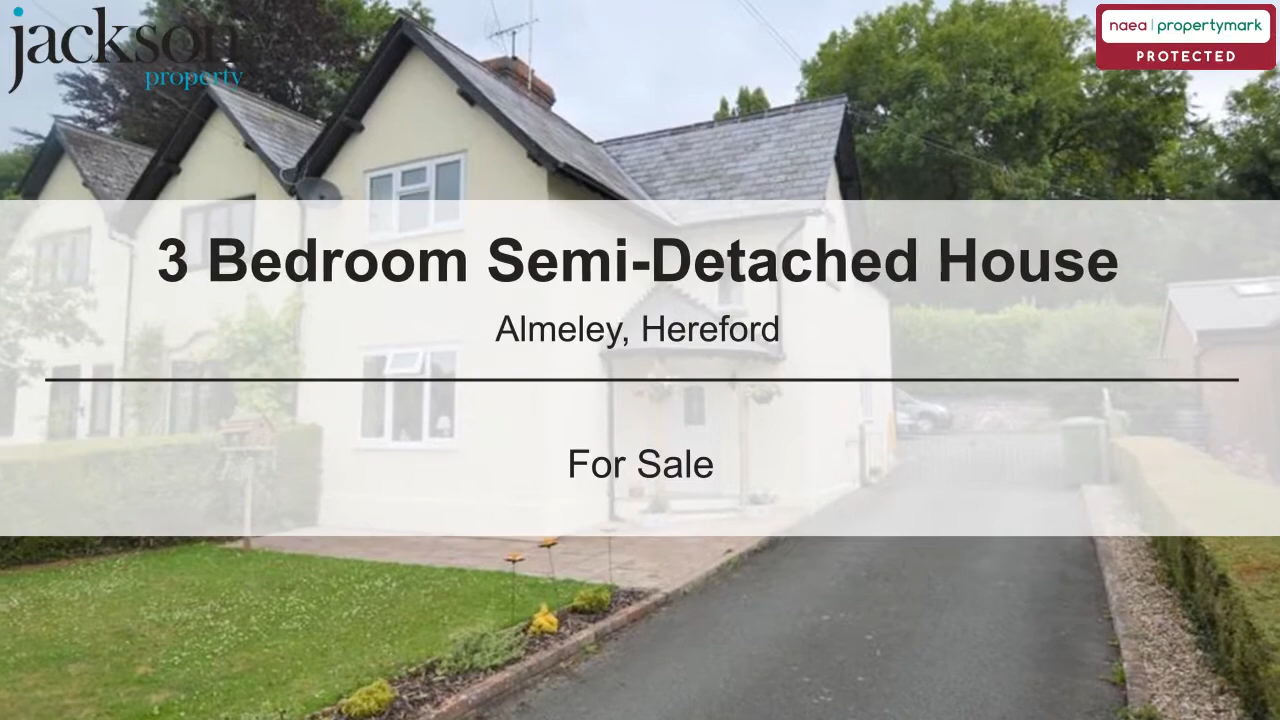 jackson
property
naea | propertymark
PROTECTED
3 Bedroom Semi-Detached House
Almeley, Hereford
For Sale